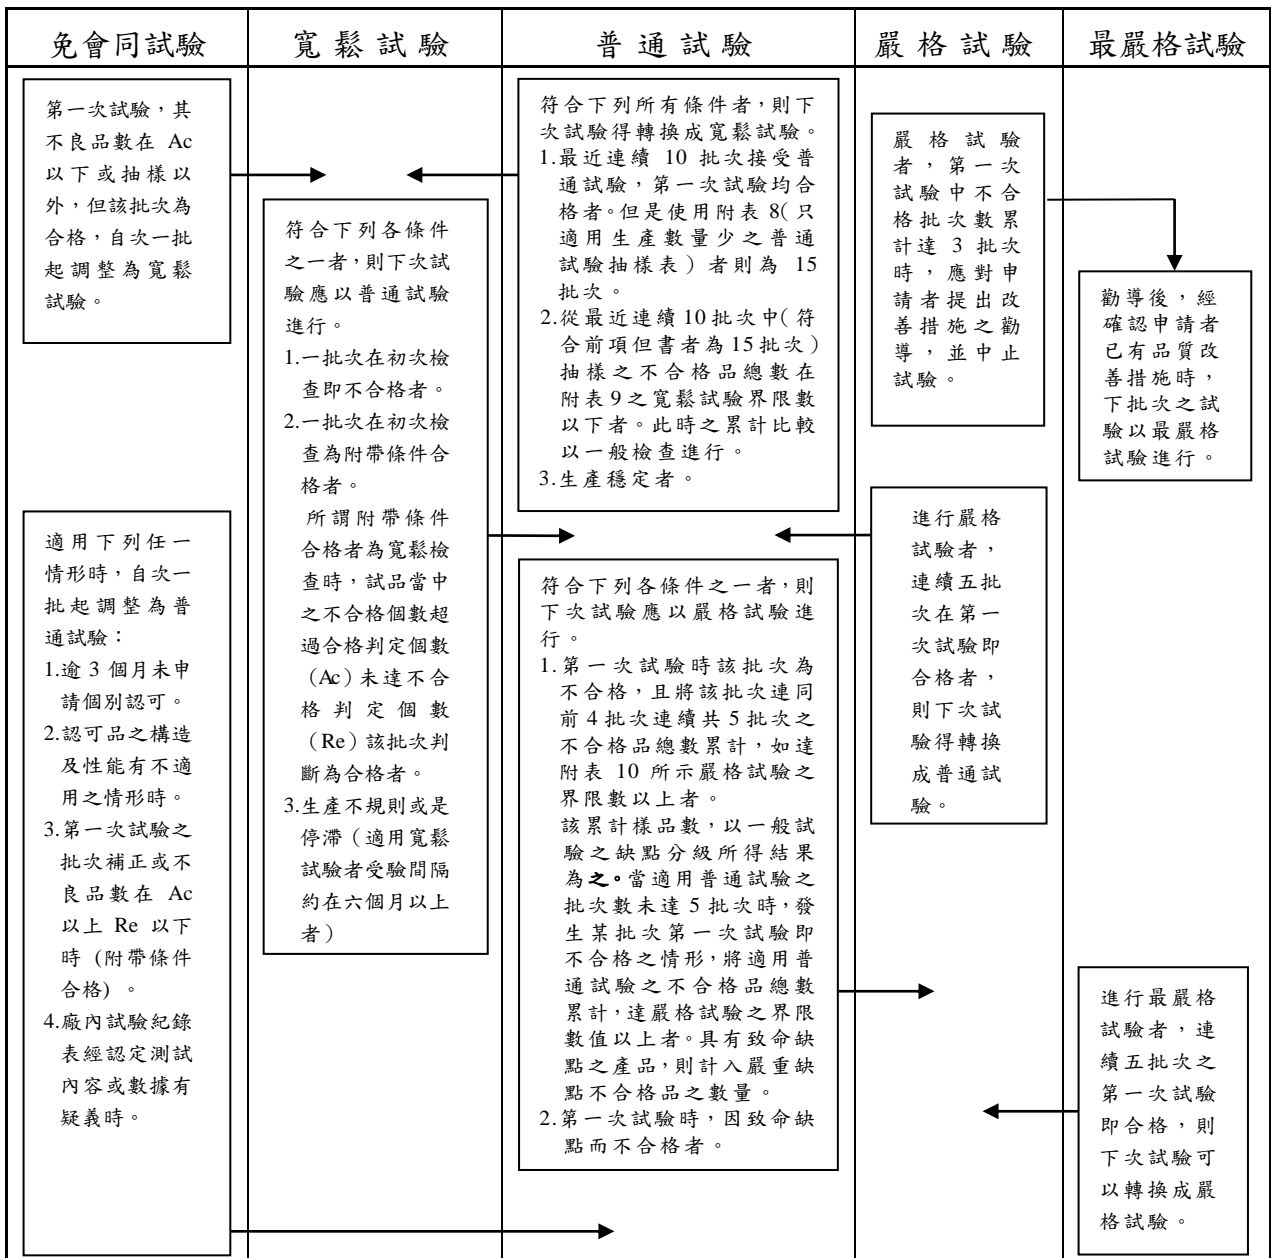 免會同試驗
寬鬆試驗
普通試驗
嚴格試驗
最嚴格試驗
第一次試驗，其
不良品數在 Ac
以下或抽樣以
外，但該批次為
合格，自次一批
起調整為寬鬆
試驗。
適用下列任一
情形時，自次一
批起調整為普
通試驗：
1.逾 3 個月未申
請個別認可。
2.認可品之構造
及性能有不適
用之情形時。
3.第一次試驗之
批次補正或不
良品數在 Ac
以上 Re 以下
時 (附帶條件
合格) 。
4.廠內試驗紀錄
表經認定測試
內容或數據有
疑義時。
符合下列各條件
之一者，則下次試
驗應以普通試驗
進行。
1.一批次在初次檢
查即不合格者。
2.一批次在初次檢
查為附帶條件合
格者。
所謂附帶條件
合格者為寬鬆檢
查時，試品當中
之不合格個數超
過合格判定個數
（Ac）未達不合
格判定個數
（Re）該批次判
斷為合格者。
3.生產不規則或是
停滯（適用寬鬆
試驗者受驗間隔
約在六個月以上
者）
符合下列所有條件者，則下
次試驗得轉換成寬鬆試驗。
1.最近連續 10 批次接受普
通試驗，第一次試驗均合
格者。但是使用附表 8（只
適用生產數量少之普通
試驗抽樣表）者則為 15
批次。
2.從最近連續 10 批次中（符
合前項但書者為 15 批次）
抽樣之不合格品總數在
附表 9 之寬鬆試驗界限數
以下者。此時之累計比較
以一般檢查進行。
3.生產穩定者。
符合下列各條件之一者，則
下次試驗應以嚴格試驗進
行。
1.第一次試驗時該批次為
不合格，且將該批次連同
前 4 批次連續共 5 批次之
不合格品總數累計，如達
附表 10 所示嚴格試驗之
界限數以上者。
該累計樣品數，以一般試
驗之缺點分級所得結果
為之。當適用普通試驗之
批次數未達 5 批次時，發
生某批次第一次試驗即
不合格之情形，將適用普
通試驗之不合格品總數
累計，達嚴格試驗之界限
數值以上者。具有致命缺
點之產品，則計入嚴重缺
點不合格品之數量。
2.第一次試驗時，因致命缺
點而不合格者。
嚴格試驗
者，第一次
試驗中不合
格批次數累
計達 3 批次
時，應對申
請者提出改
善措施之勸
導，並中止
試驗。
進行嚴格
試驗者，
連續五批
次在第一
次試驗即
合格者，
則下次試
驗得轉換
成普通試
驗。
勸導後，經
確認申請者
已有品質改
善措施時，
下批次之試
驗以最嚴格
試驗進行。
進行最嚴格
試驗者，連
續五批次之
第一次試驗
即合格，則
下次試驗可
以轉換成嚴
格試驗。